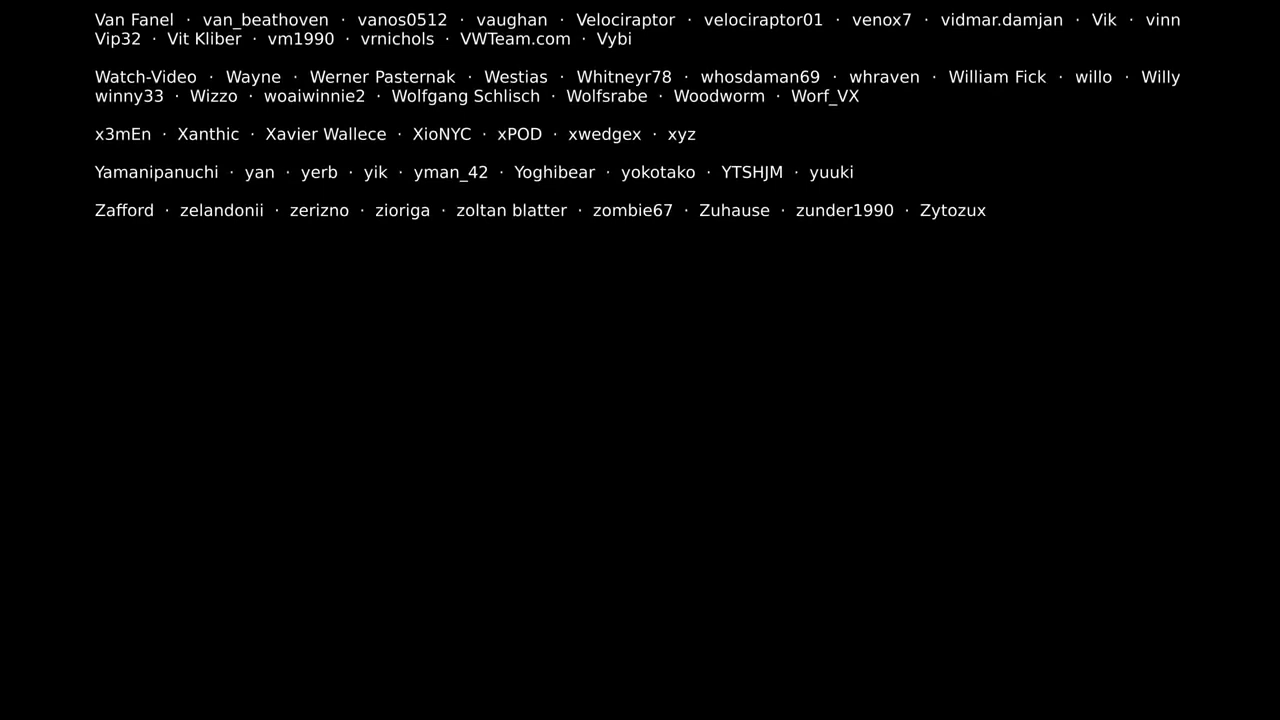 Van Fanel · van_beathoven · vanos0512 · vaughan · Velociraptor · velociraptor01 · venox7 · vidmar.damjan · Vik · vinn
Vip32 · Vit Kliber · vm1990 · vrnichols · VWTeam.com · Vybi
Watch-Video · Wayne · Werner Pasternak · Westias · Whitneyr78 · whosdaman69 · whraven · William Fick · willo · Willy
winny33 · Wizzo · woaiwinnie2 · Wolfgang Schlisch · Wolfsrabe · Woodworm · Worf_VX
x3mEn · Xanthic · Xavier Wallece · XioNYC · xPOD · xwedgex · xyz
Yamanipanuchi · yan · yerb · yik · yman_42 · Yoghibear · yokotako · YTSHJM · yuuki
Zafford · zelandonii · zerizno · zioriga · zoltan blatter · zombie67 · Zuhause · zunder1990 · Zytozux